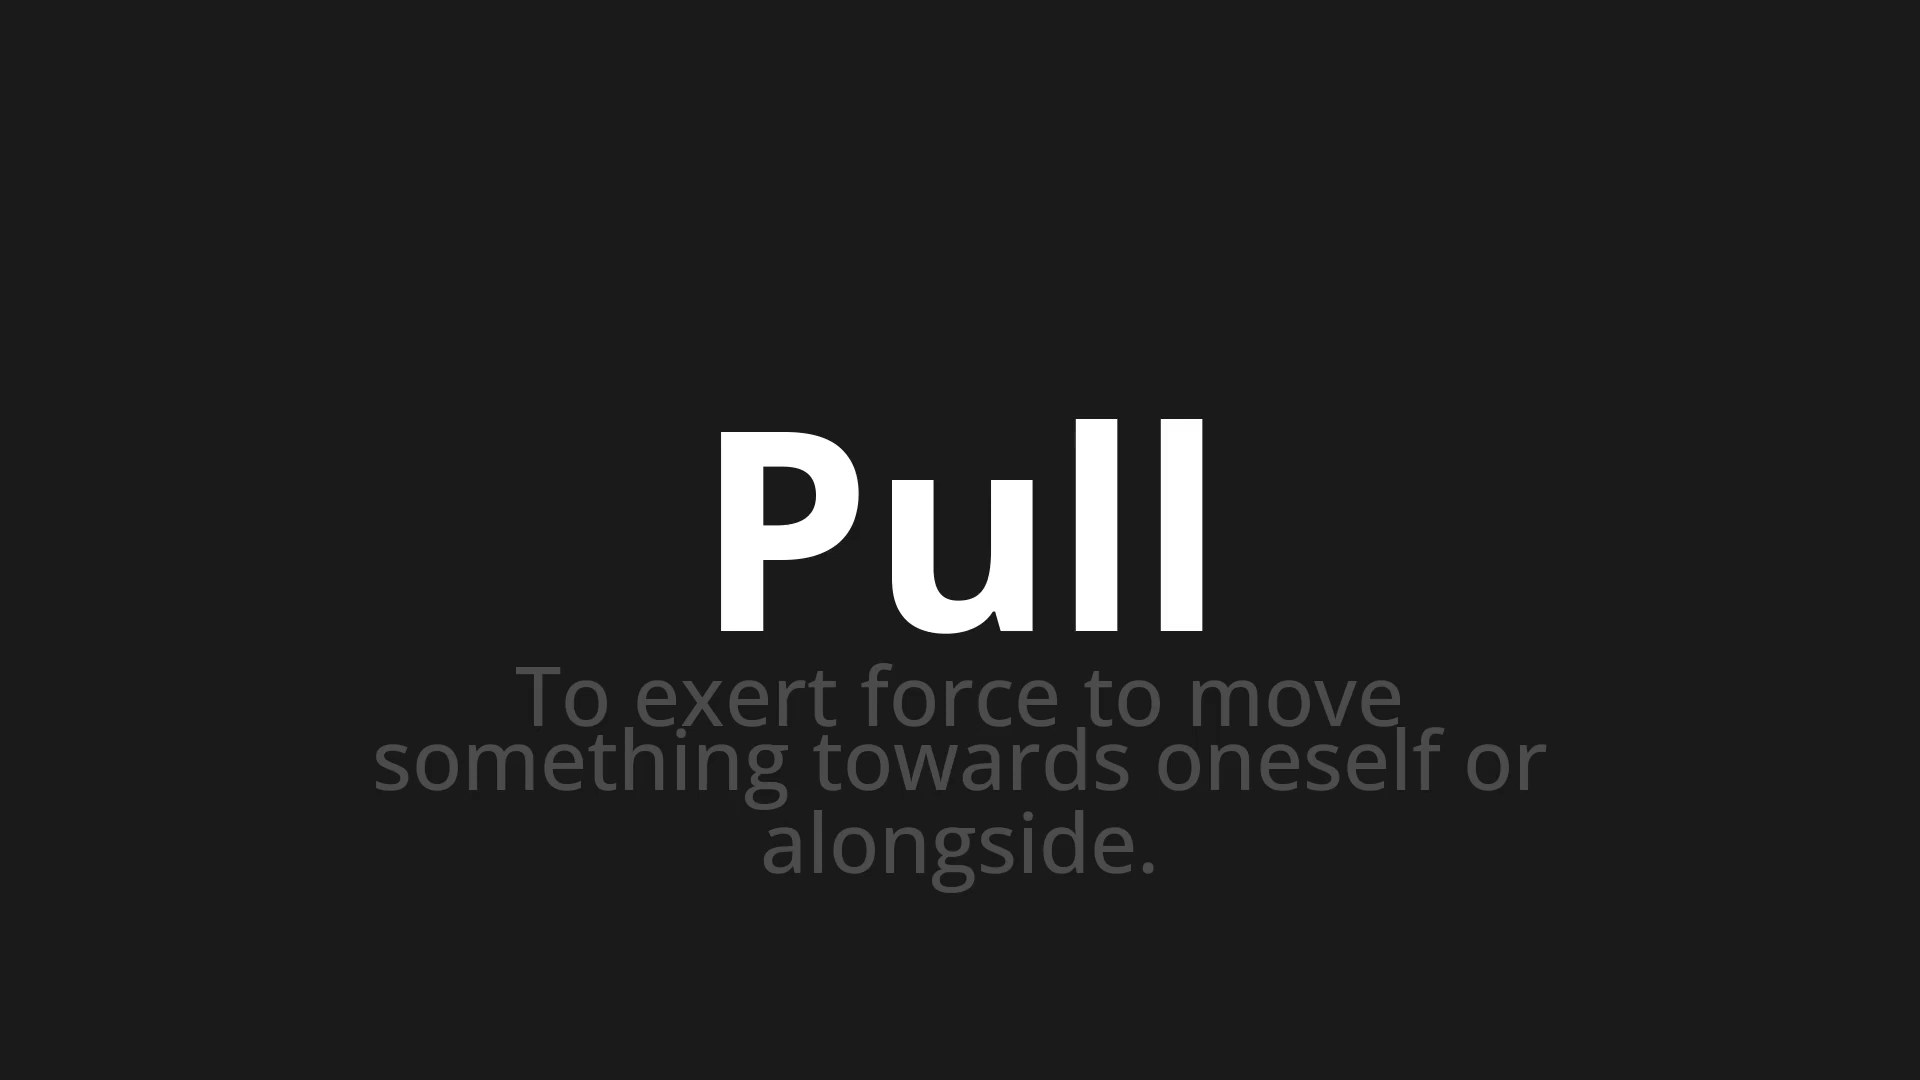 Pull
To exert force to move
something towards oneself or
alongside.